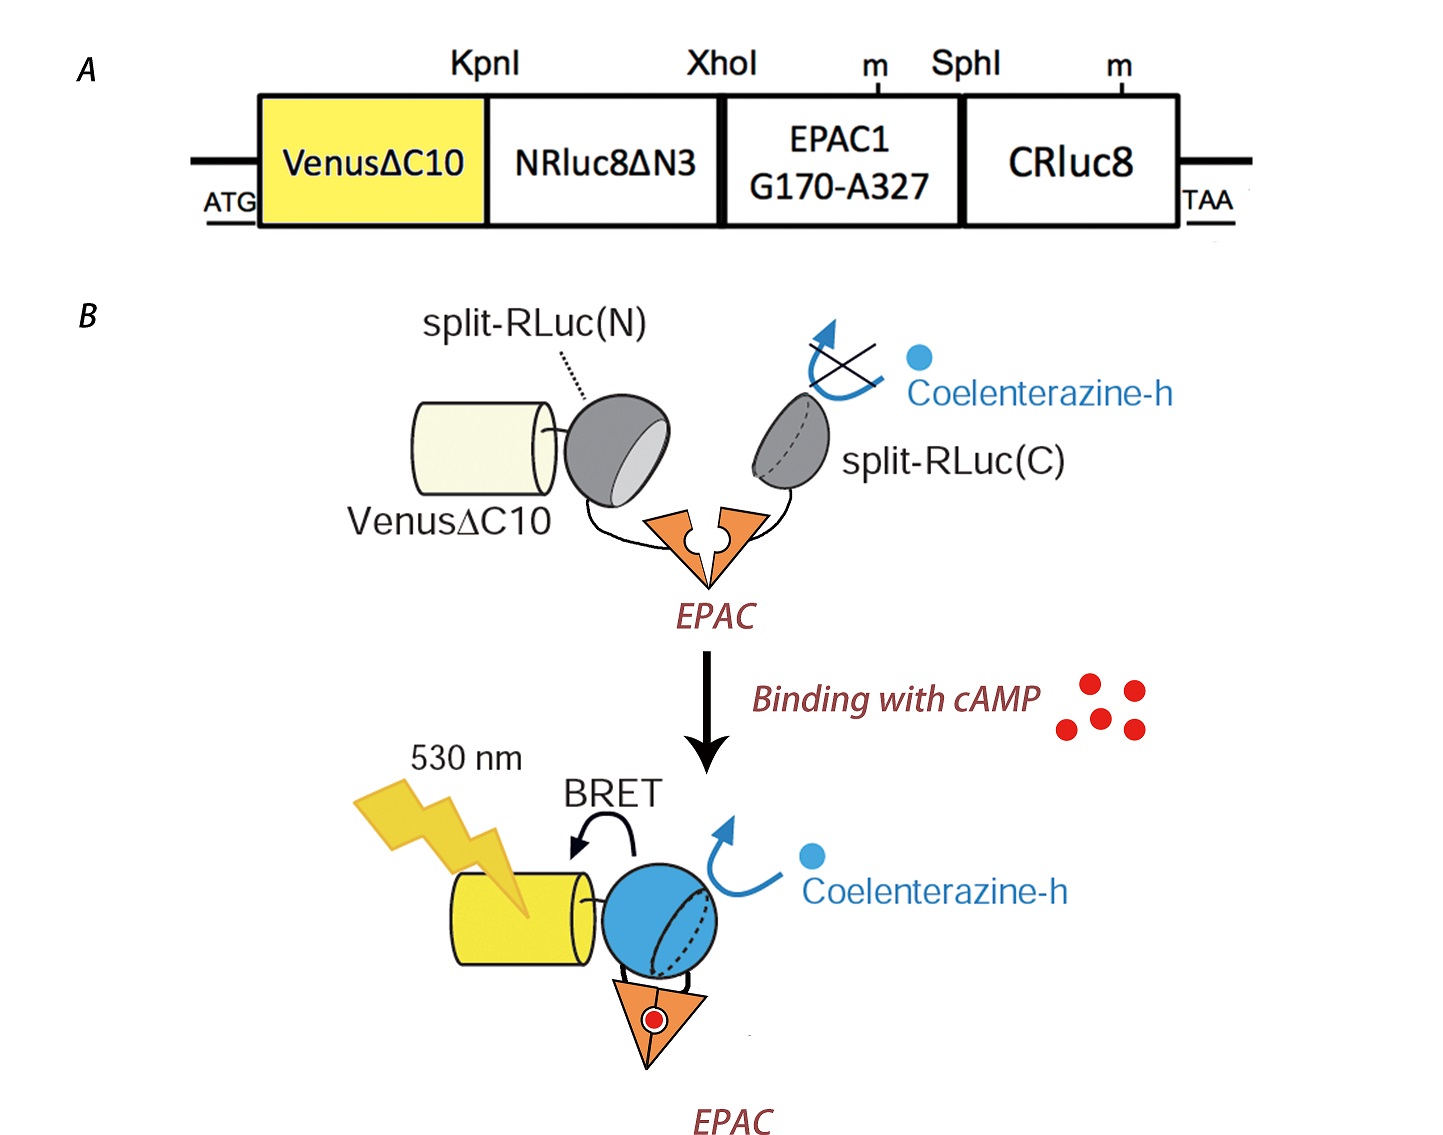 A
KpnI XhoI m SphI m
VenusΔC10 NRluc8ΔN3 EPAC1 G170-A327 CRluc8
ATG TAA
B
split-RLuc(N)
Coelenterazine-h
split-RLuc(C)
VenusΔC10
EPAC
Binding with cAMP
530 nm
BRET
Coelenterazine-h
EPAC